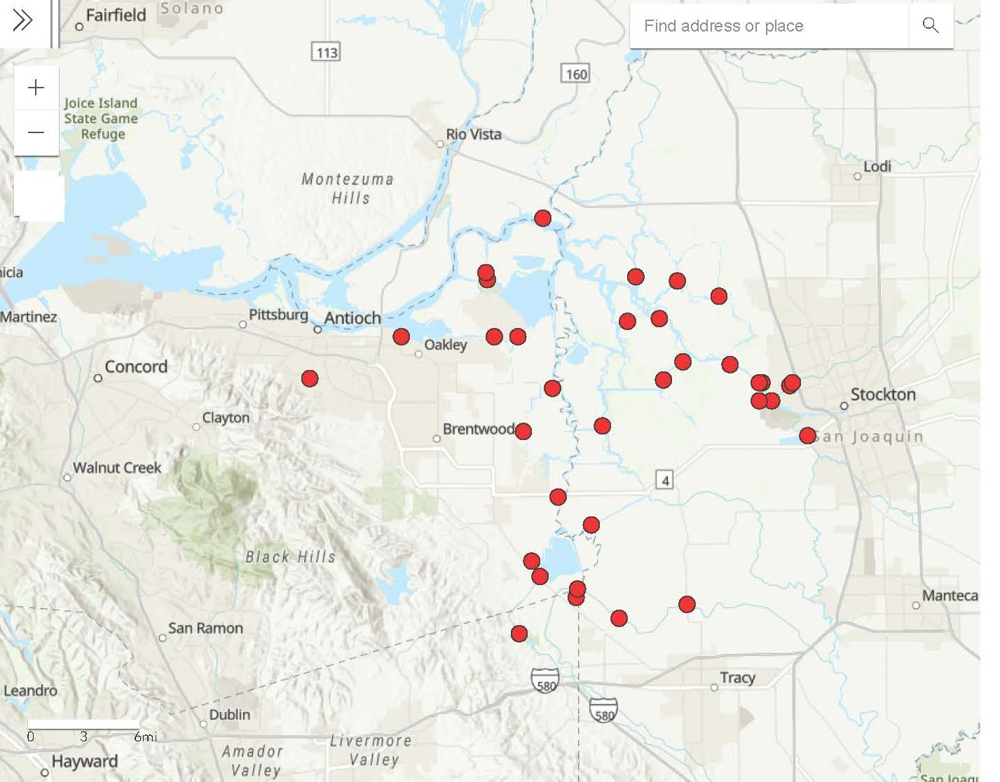 Fairfield
Solano
Find address or place
113
160
Joice Island
State Game
Refuge
Rio Vista
Lodi
Montezuma
Hills
icia
Martinez
Pittsburg
Antioch
Oakley
Concord
Stockton
Clayton
Brentwood
San Joaquin
Walnut Creek
4
Black Hills
Manteca
San Ramon
580
Tracy
Leandro
580
Dublin
0 3 6mi
Livermore
Valley
Amador
Valley
Hayward
San Joaqu